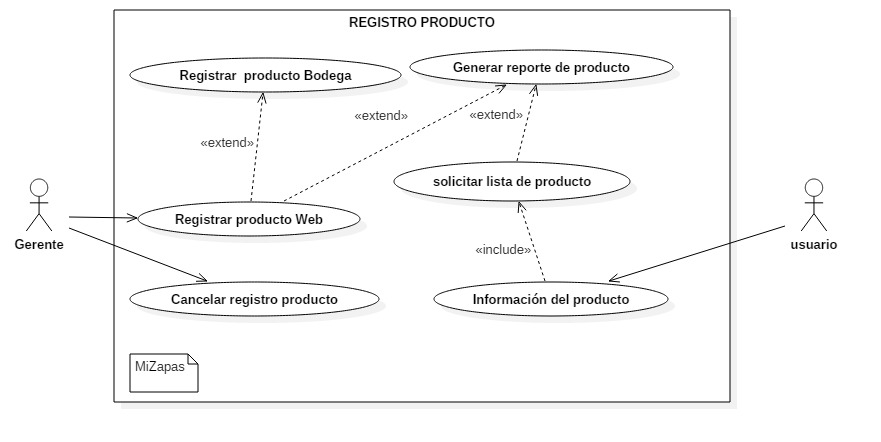 REGISTRO PRODUCTO
Registrar producto Bodega
Generar reporte de producto
«extend»
«extend»
«extend»
solicitar lista de producto
Gerente
Registrar producto Web
usuario
«include»
Cancelar registro producto
Información del producto
MiZapas